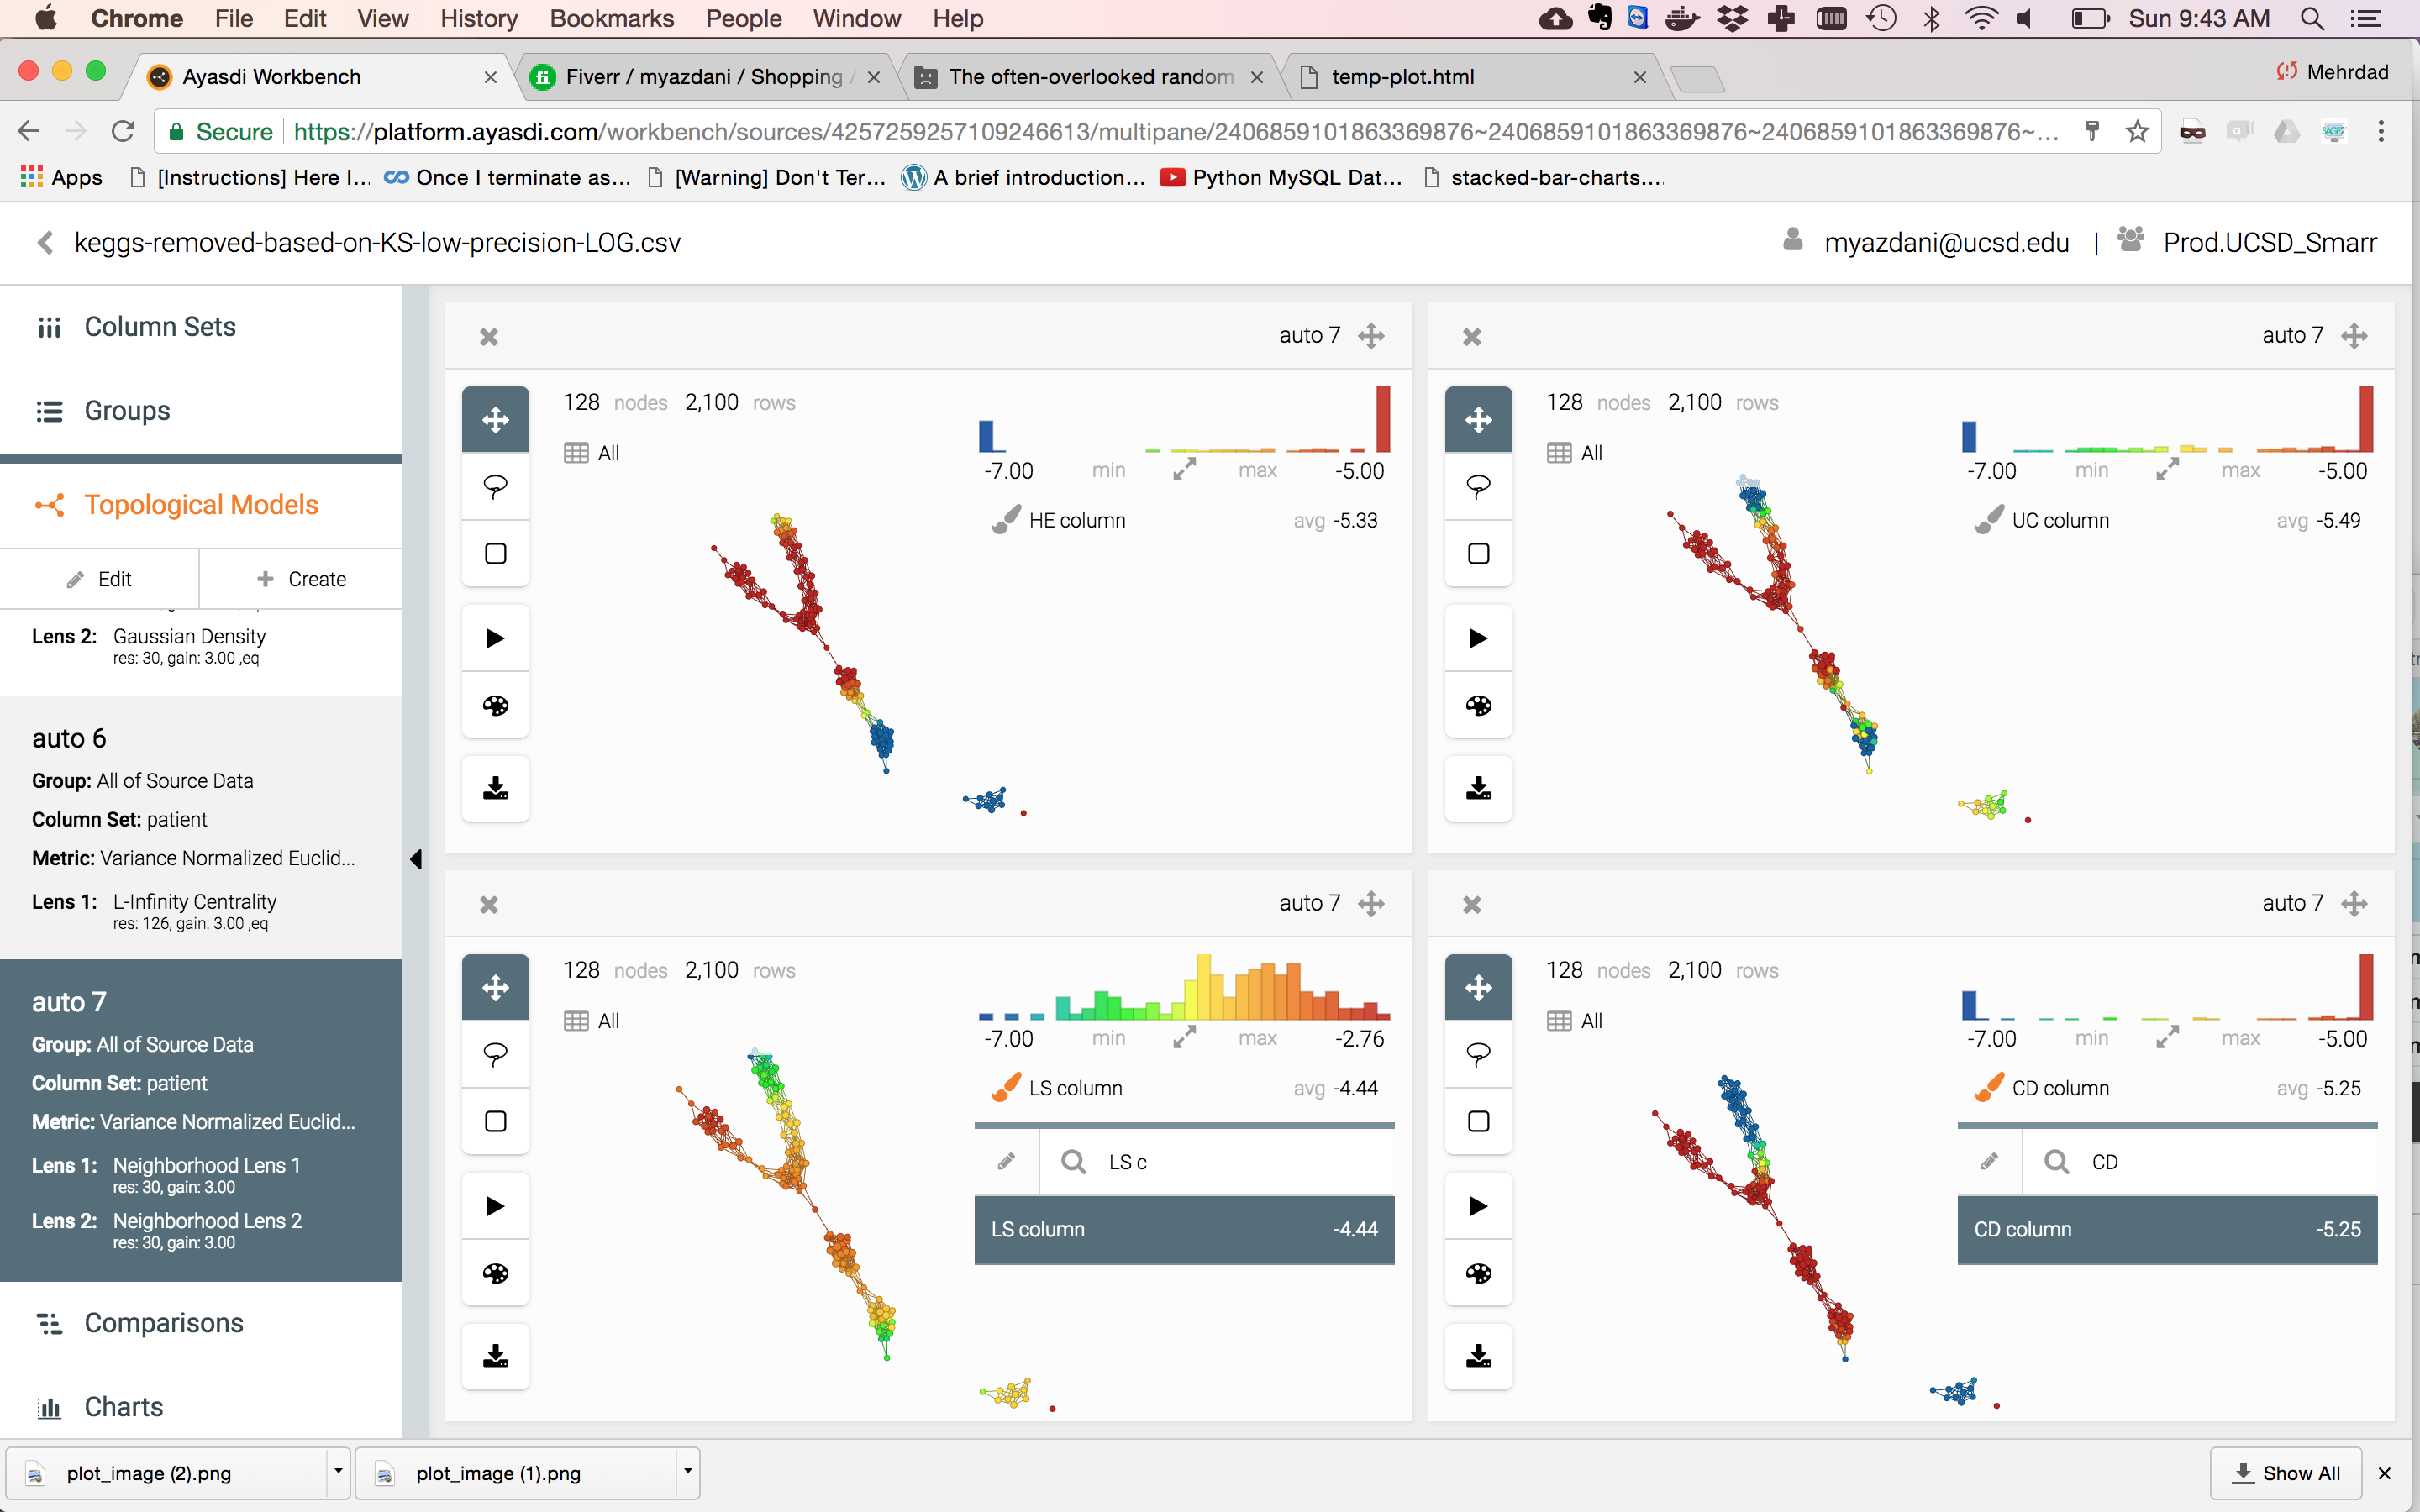 Chrome File Edit View History Bookmarks People Window Help Sun 9:43 AM
Ayasdi Workbench Fiverr / myazdani / Shopping / The often-overlooked random temp-plot.html Mehrdad
Secure https://platform.ayasdi.com/workbench/sources/4257259257109246613/multipane/2406859101863369876~2406859101863369876~2406859101863369876~...
Apps [Instructions] Here I... Once I terminate as... [Warning] Don't Ter... A brief introduction... Python MySQL Dat... stacked-bar-charts....
keggs-removed-based-on-KS-low-precision-LOG.csv myazdani@ucsd.edu | Prod.UCSD_Smarr
Column Sets
Groups
Topological Models
Edit Create
Lens 2: Gaussian Density
res: 30, gain: 3.00 ,eq
auto 6
Group: All of Source Data
Column Set: patient
Metric: Variance Normalized Euclid...
Lens 1: L-Infinity Centrality
res: 126, gain: 3.00 ,eq
auto 7
Group: All of Source Data
Column Set: patient
Metric: Variance Normalized Euclid...
Lens 1: Neighborhood Lens 1
res: 30, gain: 3.00
Lens 2: Neighborhood Lens 2
res: 30, gain: 3.00
Comparisons
Charts
auto 7
128 nodes 2,100 rows
All
-7.00 min max -5.00
HE column avg -5.33
auto 7
128 nodes 2,100 rows
All
-7.00 min max -5.00
UC column avg -5.49
auto 7
128 nodes 2,100 rows
All
-7.00 min max -2.76
LS column avg -4.44
LS c
LS column -4.44
auto 7
128 nodes 2,100 rows
All
-7.00 min max -5.00
CD column avg -5.25
CD
CD column -5.25
plot_image (2).png plot_image (1).png Show All